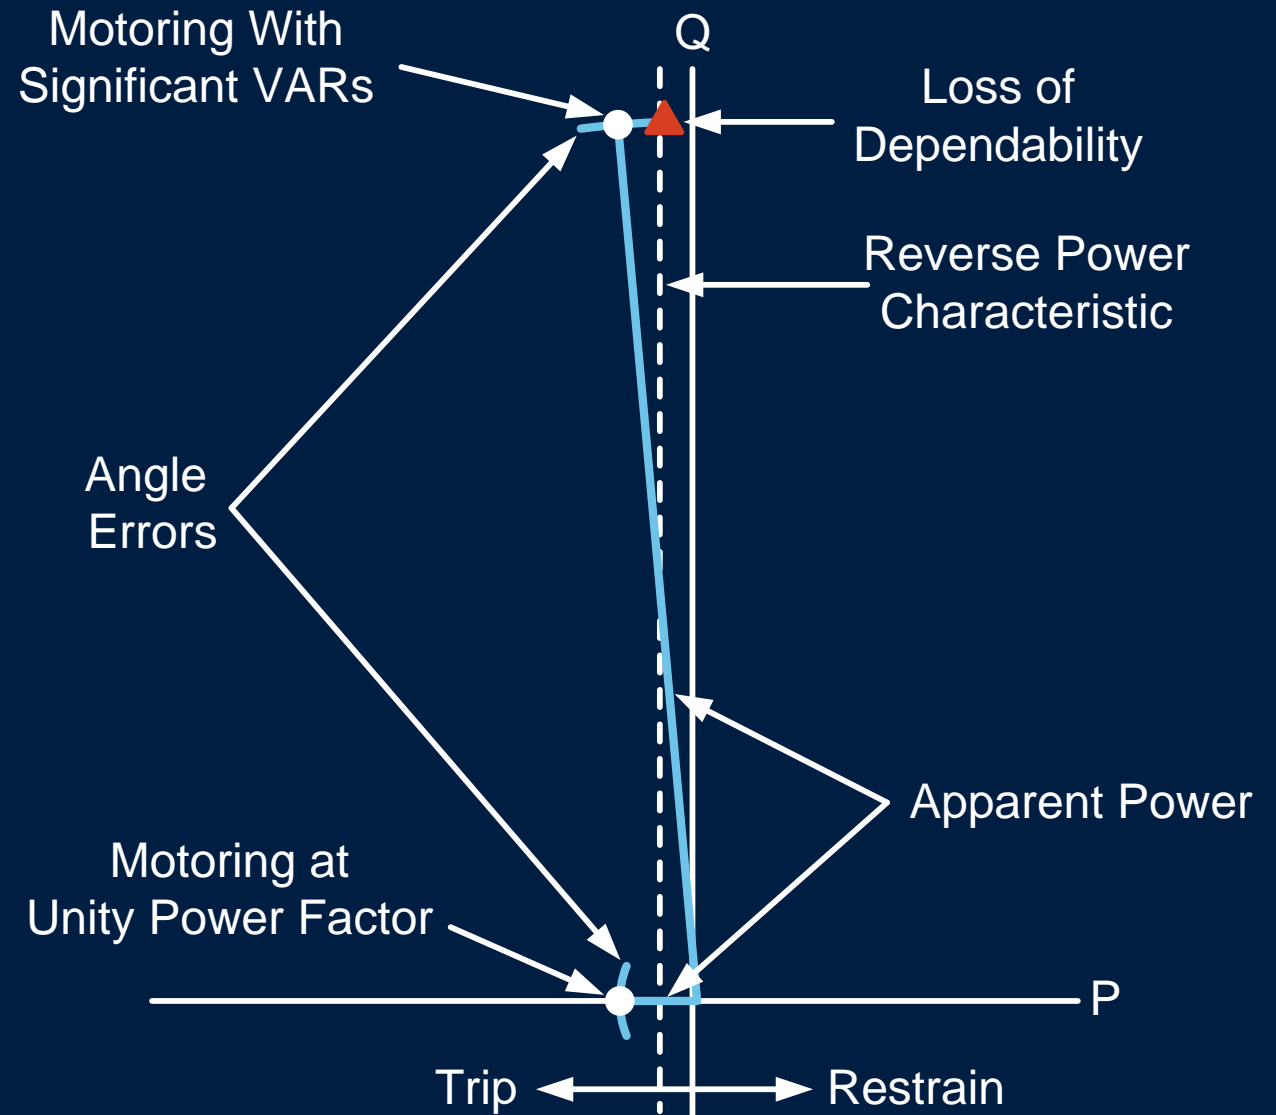 Motoring With
Significant VARs
Q
Loss of
Dependability
Reverse Power
Characteristic
Angle
Errors
Apparent Power
Motoring at
Unity Power Factor
P
Trip
Restrain